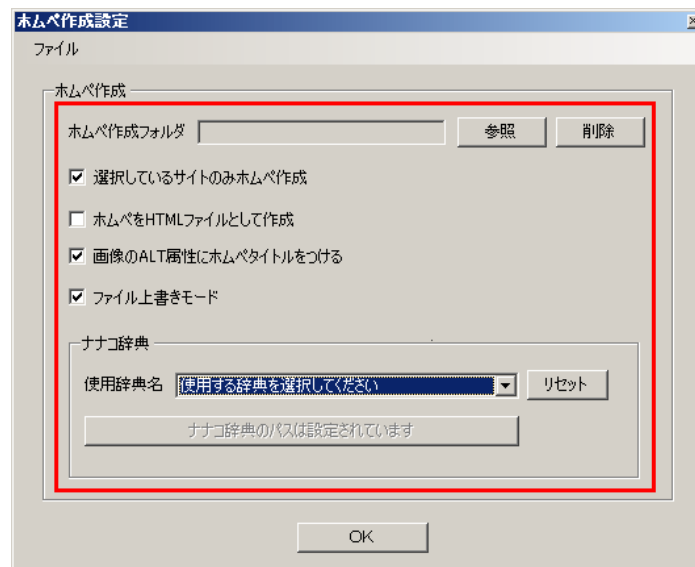 ホムペ作成設定
ファイル
ホムペ作成
ホムペ作成フォルダ 参照 削除
選択しているサイトのみホムペ作成
ホムペをHTMLファイルとして作成
画像のALT属性にホムペタイトルをつける
ファイル上書きモード
ナナコ辞典
使用辞典名 使用する辞典を選択してください リセット
ナナコ辞典のパスは設定されています
OK